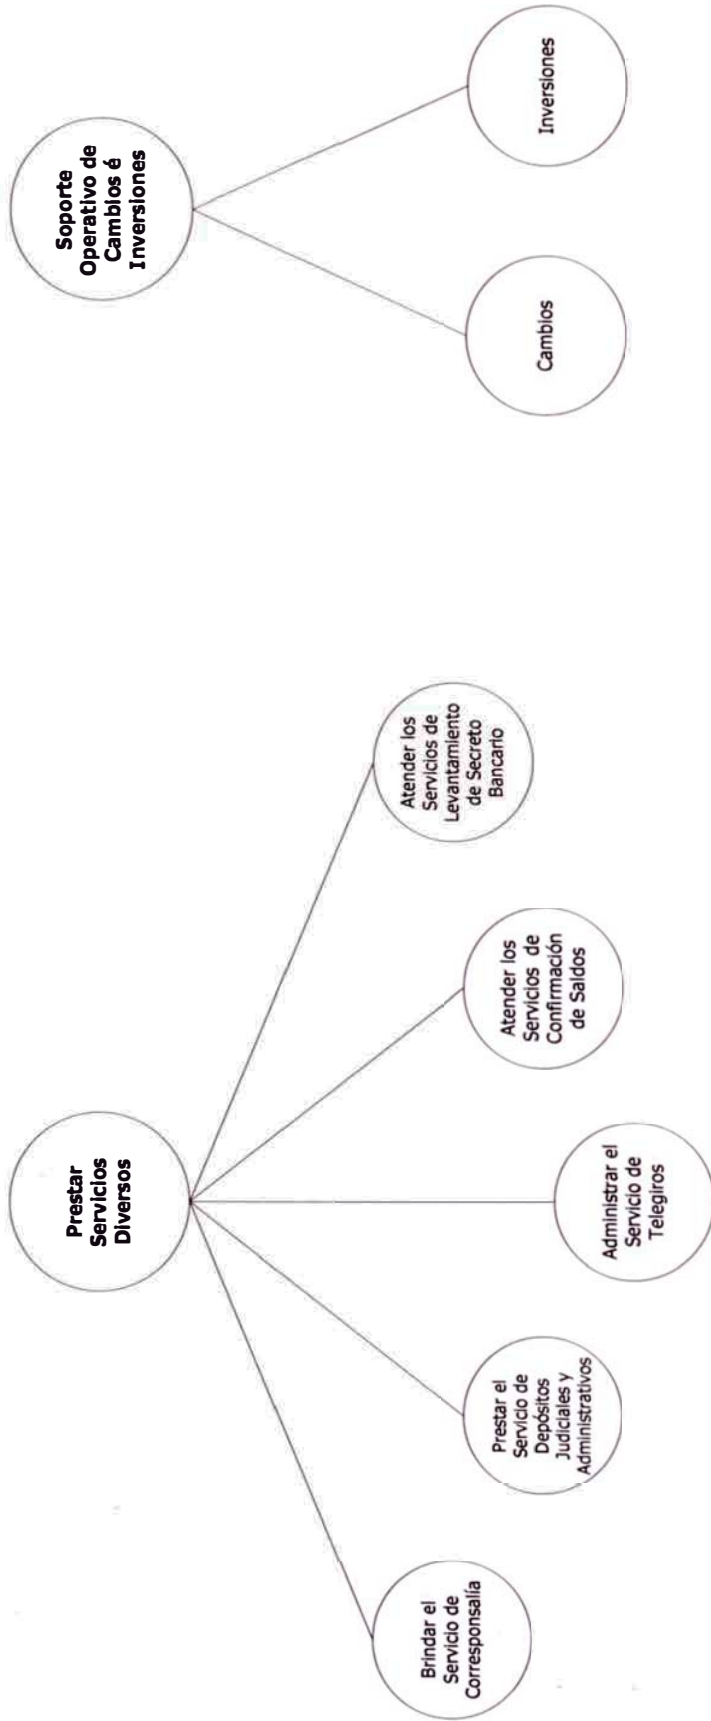 Prestar
Servicios
Diversos
Brindar el
Servicio de
Corresponsalía
Prestar el
Servicio de
Depósitos
Judiciales y
Administrativos
Administrar el
Servicio de
Telegiros
Atender los
Servicios de
Confirmación
de Saldos
Atender los
Servicios de
Levantamiento
de Secreto
Bancario
Soporte
Operativo de
Cambios é
Inversiones
Cambios
Inversiones